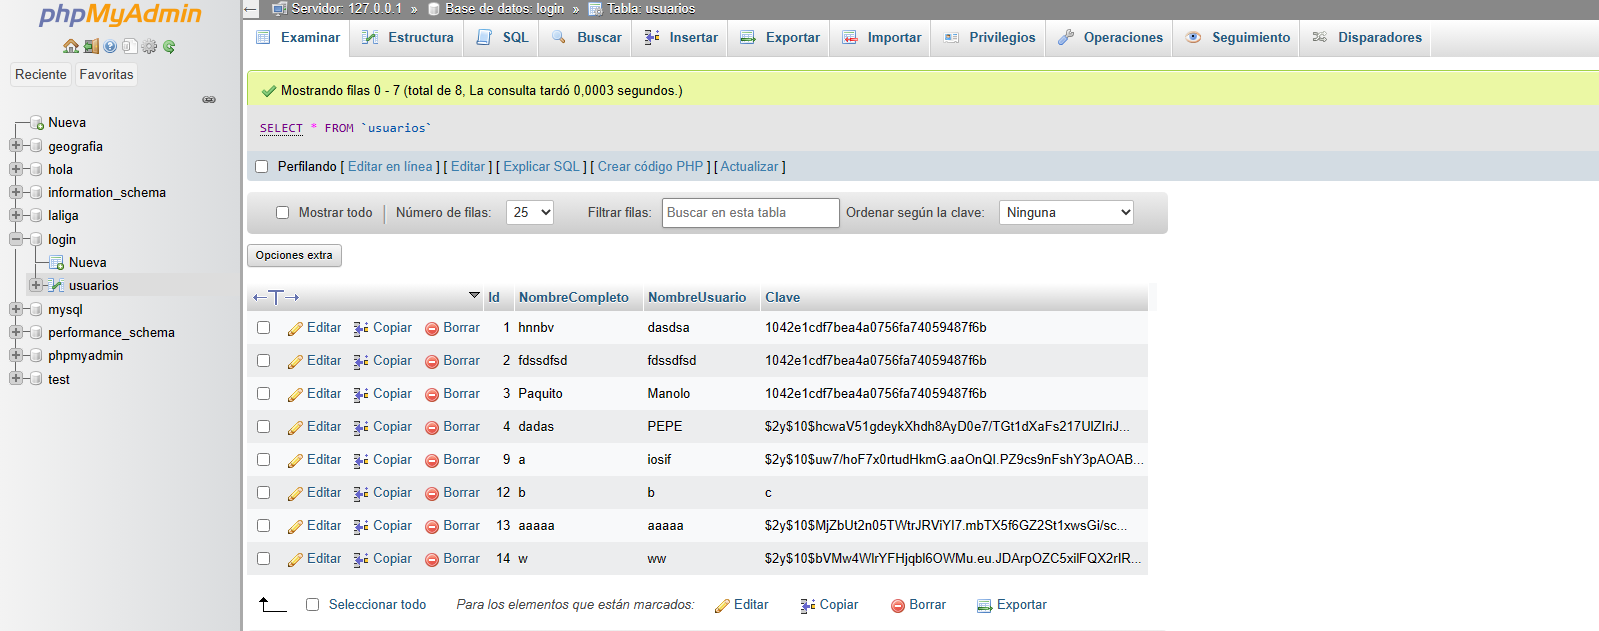 phpMyAdmin
Reciente Favoritas
Nueva
geografia
hola
information_schema
laliga
login
Nueva
usuarios
mysql
performance_schema
phpmyadmin
test
Servidor: 127.0.0.1 » Base de datos: login » Tabla: usuarios
Examinar Estructura SQL Buscar Insertar Exportar Importar Privilegios Operaciones Seguimiento Disparadores
Mostrando filas 0 - 7 (total de 8, La consulta tardó 0,0003 segundos.)
SELECT * FROM `usuarios`
Perfilando [ Editar en línea ] [ Editar ] [ Explicar SQL ] [ Crear código PHP ] [ Actualizar ]
Mostrar todo Número de filas: 25 Filtrar filas: Buscar en esta tabla Ordenar según la clave: Ninguna
Opciones extra
←T→ Id NombreCompleto NombreUsuario Clave
Editar Copiar Borrar 1 hnnbv dasdsa 1042e1cdf7bea4a0756fa74059487f6b
Editar Copiar Borrar 2 fdssdfsd fdssdfsd 1042e1cdf7bea4a0756fa74059487f6b
Editar Copiar Borrar 3 Paquito Manolo 1042e1cdf7bea4a0756fa74059487f6b
Editar Copiar Borrar 4 dadas PEPE $2y$10$hcwaV51gdeykXhdh8AyD0e7/TGt1dXaFs217UlZIriJ...
Editar Copiar Borrar 9 a iosif $2y$10$uw7/hoF7x0rtudHkmG.aaOnQl.PZ9cs9nFshY3pAOAB...
Editar Copiar Borrar 12 b b c
Editar Copiar Borrar 13 aaaaa aaaaa $2y$10$MjZbUt2n05TWtrJRViYI7.mbTX5f6GZ2St1xwsGi/sc...
Editar Copiar Borrar 14 w ww $2y$10$bVMw4WlrYFHjqbl6OWMu.eu.JDArpOZC5xilFQX2rIR...
Seleccionar todo Para los elementos que están marcados: Editar Copiar Borrar Exportar